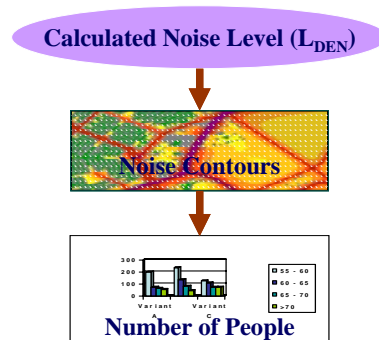 Calculated Noise Level (LDEN)
Noise Contours
300
200
100
0
Variant
A
Variant
C
55 - 60
60 - 65
65 - 70
>70
Number of People